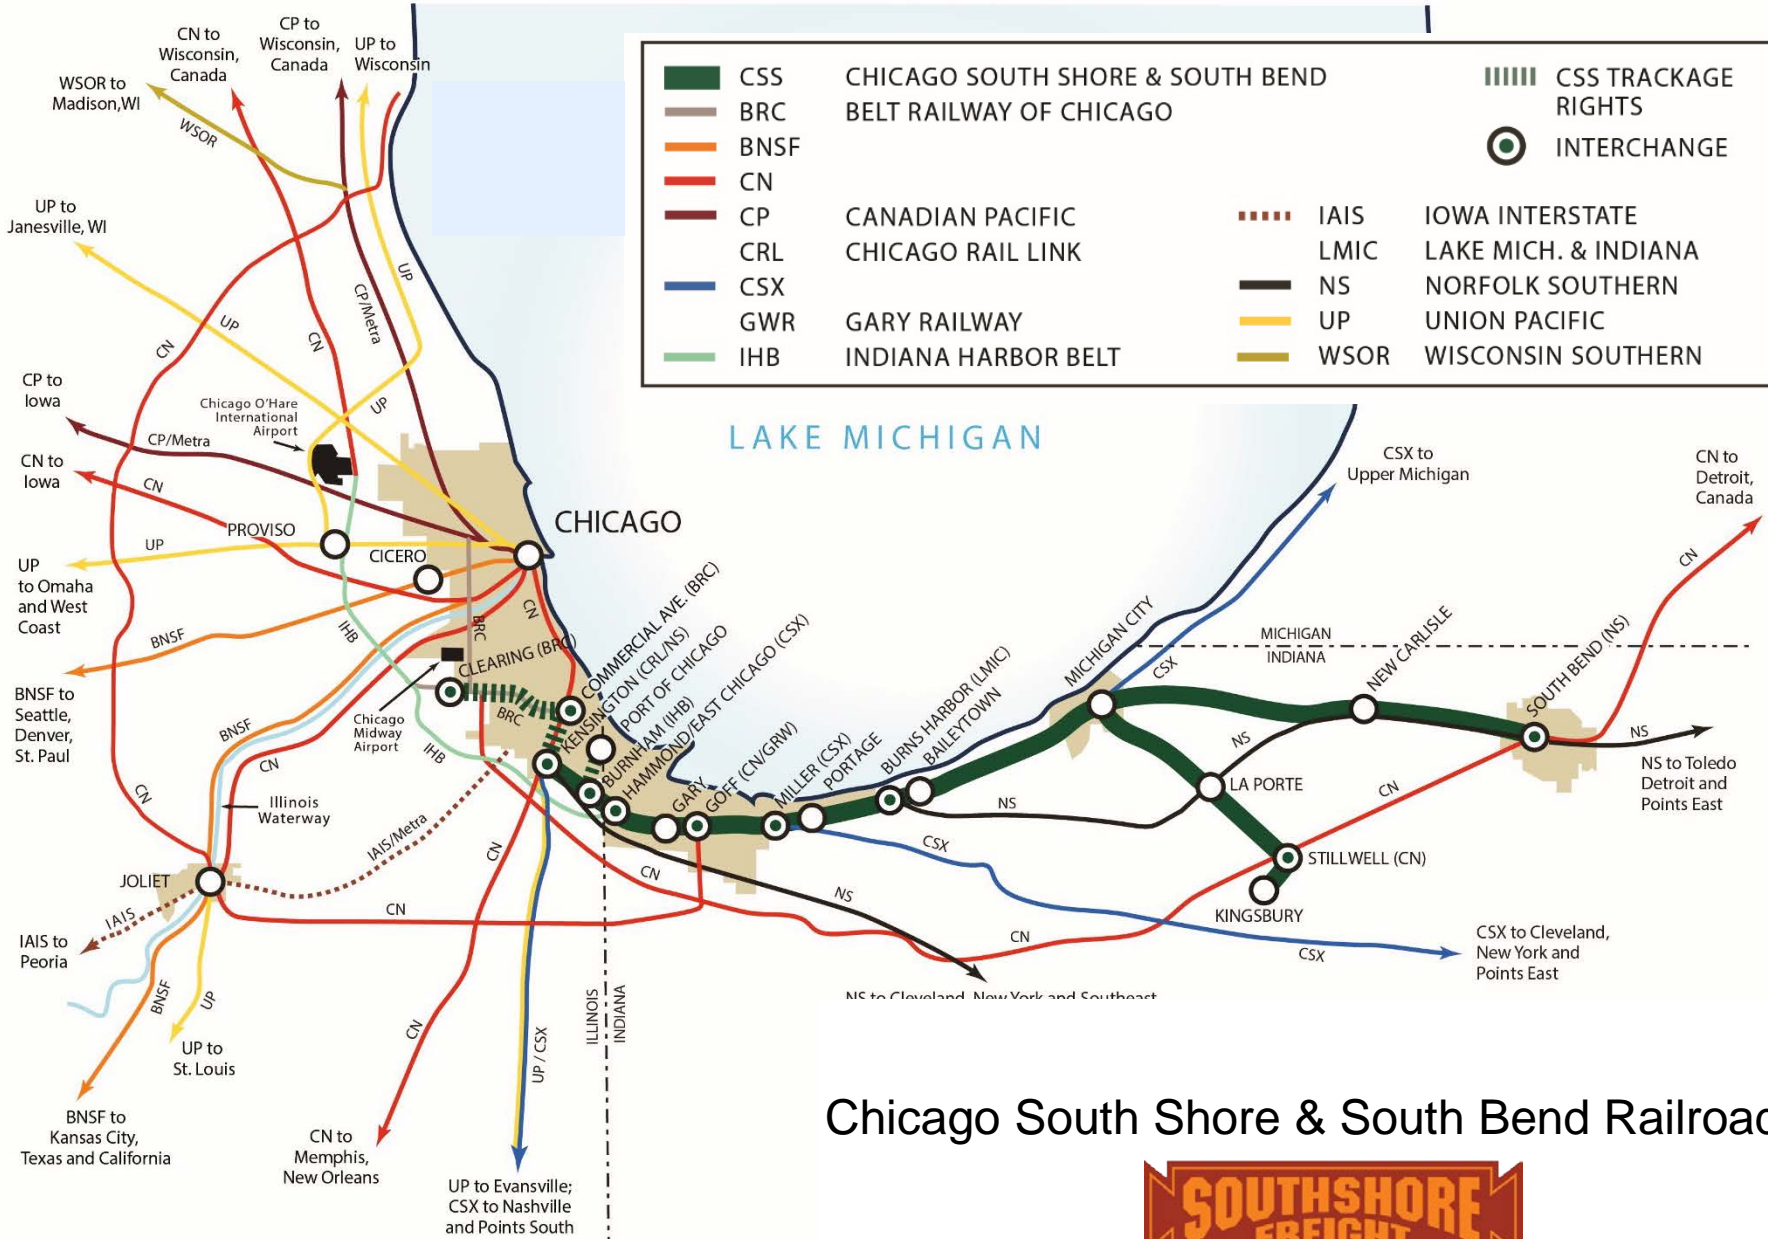 CP to
Wisconsin,
Canada
CN to
Wisconsin,
Canada
UP to
Wisconsin
WSOR to
Madison,WI
WSOR
UP to
Janesville, WI
CSS CHICAGO SOUTH SHORE & SOUTH BEND
BRC BELT RAILWAY OF CHICAGO
BNSF
CN
CP CANADIAN PACIFIC
CRL CHICAGO RAIL LINK
CSX
GWR GARY RAILWAY
IHB INDIANA HARBOR BELT
CSS TRACKAGE
RIGHTS
INTERCHANGE
IAIS IOWA INTERSTATE
LMIC LAKE MICH. & INDIANA
NS NORFOLK SOUTHERN
UP UNION PACIFIC
WSOR WISCONSIN SOUTHERN
UP
CP/Metra
UP
CN
CN
UP
CP to
Iowa
Chicago O'Hare
International
Airport
CP/Metra
CN to
Iowa
CN
LAKE MICHIGAN
CSX to
Upper Michigan
CN to
Detroit,
Canada
CN
CHICAGO
PROVISO
CICERO
UP
UP
to Omaha
and West
Coast
BNSF
IHB
BRC
CN
BNSF to
Seattle,
Denver,
St. Paul
CLEARING (BRC)
BRC
Chicago
Midway
Airport
IHB
COMMERCIAL AVE. (BRC)
KENSINGTON (CRL/NS)
PORT OF CHICAGO
BURNHAM (IHB)
HAMMOND/EAST CHICAGO (CSX)
GARY
GOFF (CN/GRW)
MILLER (CSX)
PORTAGE
BURNS HARBOR (LMIC)
BAILEYTOWN
MICHIGAN CITY
CSX
MICHIGAN
INDIANA
NEW CARLISLE
SOUTH BEND (NS)
NS
NS to Toledo
Detroit and
Points East
NS
LA PORTE
CN
NS
STILLWELL (CN)
KINGSBURY
BNSF
CN
Illinois
Waterway
CN
IAIS/Metra
JOLIET
IAIS
IAIS to
Peoria
CN
CN
CN
NS
CSX
CN
CSX
CSX to Cleveland,
New York and
Points East
NS to Cleveland, New York and Southeast
BNSF
UP
UP to
St. Louis
CN
UP / CSX
ILLINOIS
INDIANA
BNSF to
Kansas City,
Texas and California
CN to
Memphis,
New Orleans
UP to Evansville;
CSX to Nashville
and Points South
Chicago South Shore & South Bend Railroad
SOUTHSHORE
FREIGHT